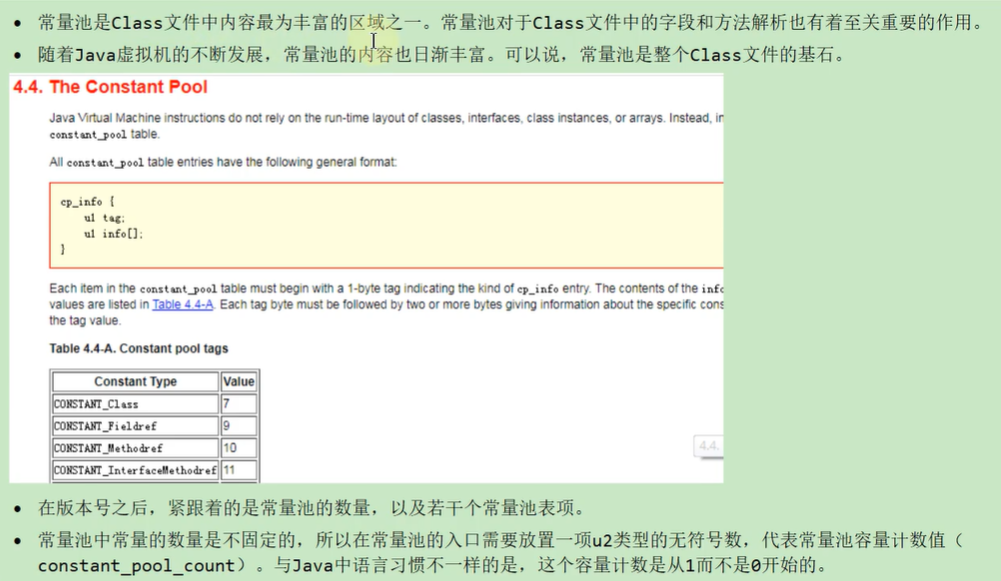 • 常量池是Class文件中内容最为丰富的区域之一。常量池对于Class文件中的字段和方法解析也有着至关重要的作用。
• 随着Java虚拟机的不断发展，常量池的内容也日渐丰富。可以说，常量池是整个Class文件的基石。
4.4. The Constant Pool
Java Virtual Machine instructions do not rely on the run-time layout of classes, interfaces, class instances, or arrays. Instead, in
constant_pool table.
All constant_pool table entries have the following general format:
cp_info {
u1 tag;
u1 info[];
}
Each item in the constant_pool table must begin with a 1-byte tag indicating the kind of cp_info entry. The contents of the info
values are listed in Table 4.4-A. Each tag byte must be followed by two or more bytes giving information about the specific cons
the tag value.
Table 4.4-A. Constant pool tags
Constant Type Value
CONSTANT_Class 7
CONSTANT_Fieldref 9
CONSTANT_Methodref 10
4.4.
CONSTANT_InterfaceMethodref 11
• 在版本号之后，紧跟着的是常量池的数量，以及若干个常量池表项。
• 常量池中常量的数量是不固定的，所以在常量池的入口需要放置一项u2类型的无符号数，代表常量池容量计数值（
constant_pool_count）。与Java中语言习惯不一样的是，这个容量计数是从1而不是0开始的。